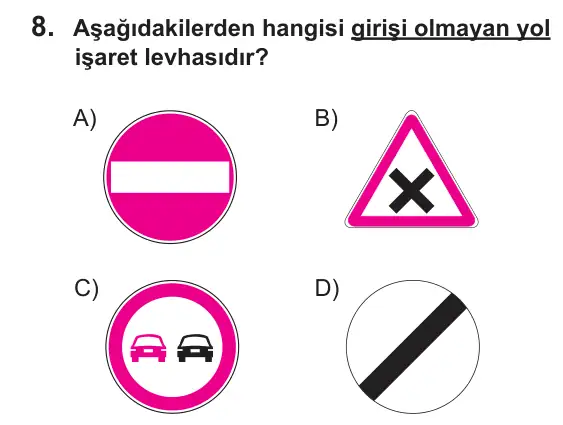 8. Aşağıdakilerden hangisi girişi olmayan yol
işaret levhasıdır?
A)
B)
C)
D)